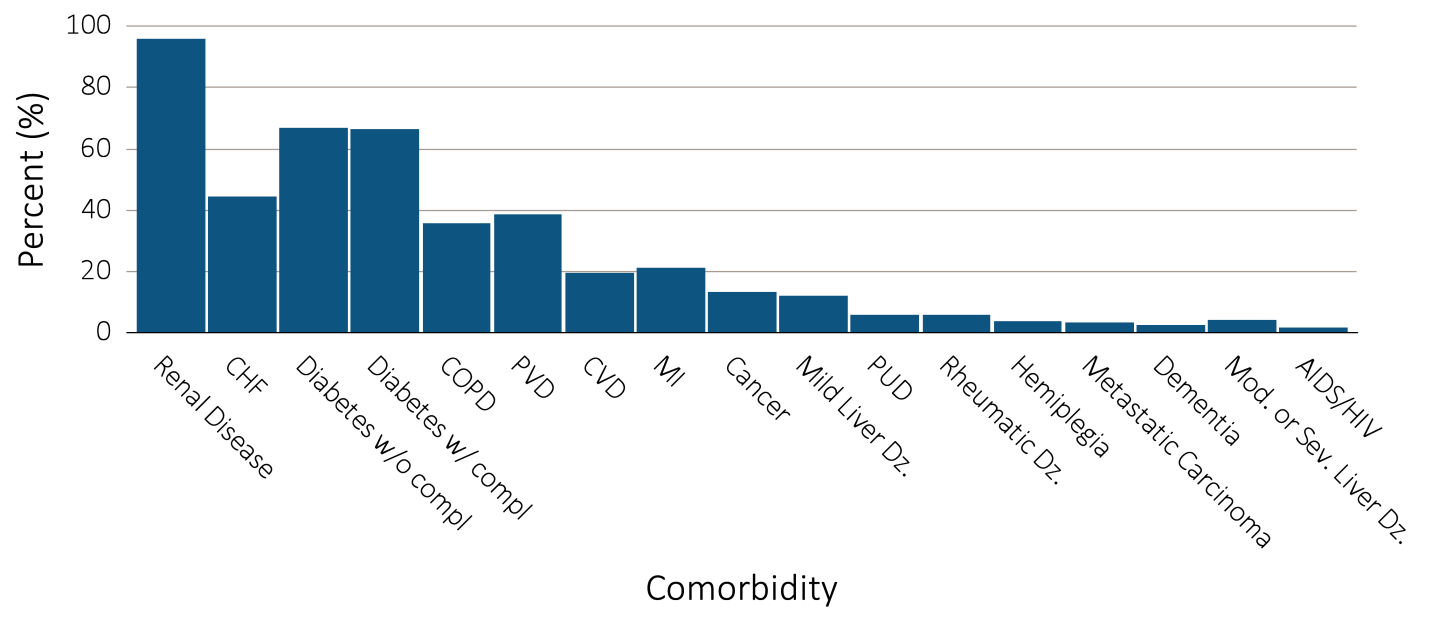 Percent (%)
100
80
60
40
20
0
Renal Disease
CHF
Diabetes w/o compl
Diabetes w/ compl
COPD
PVD
CVD
MI
Cancer
Mild Liver Dz.
PUD
Rheumatic Dz.
Hemiplegia
Metastatic Carcinoma
Dementia
Mod. or Sev. Liver Dz.
AIDS/HIV
Comorbidity